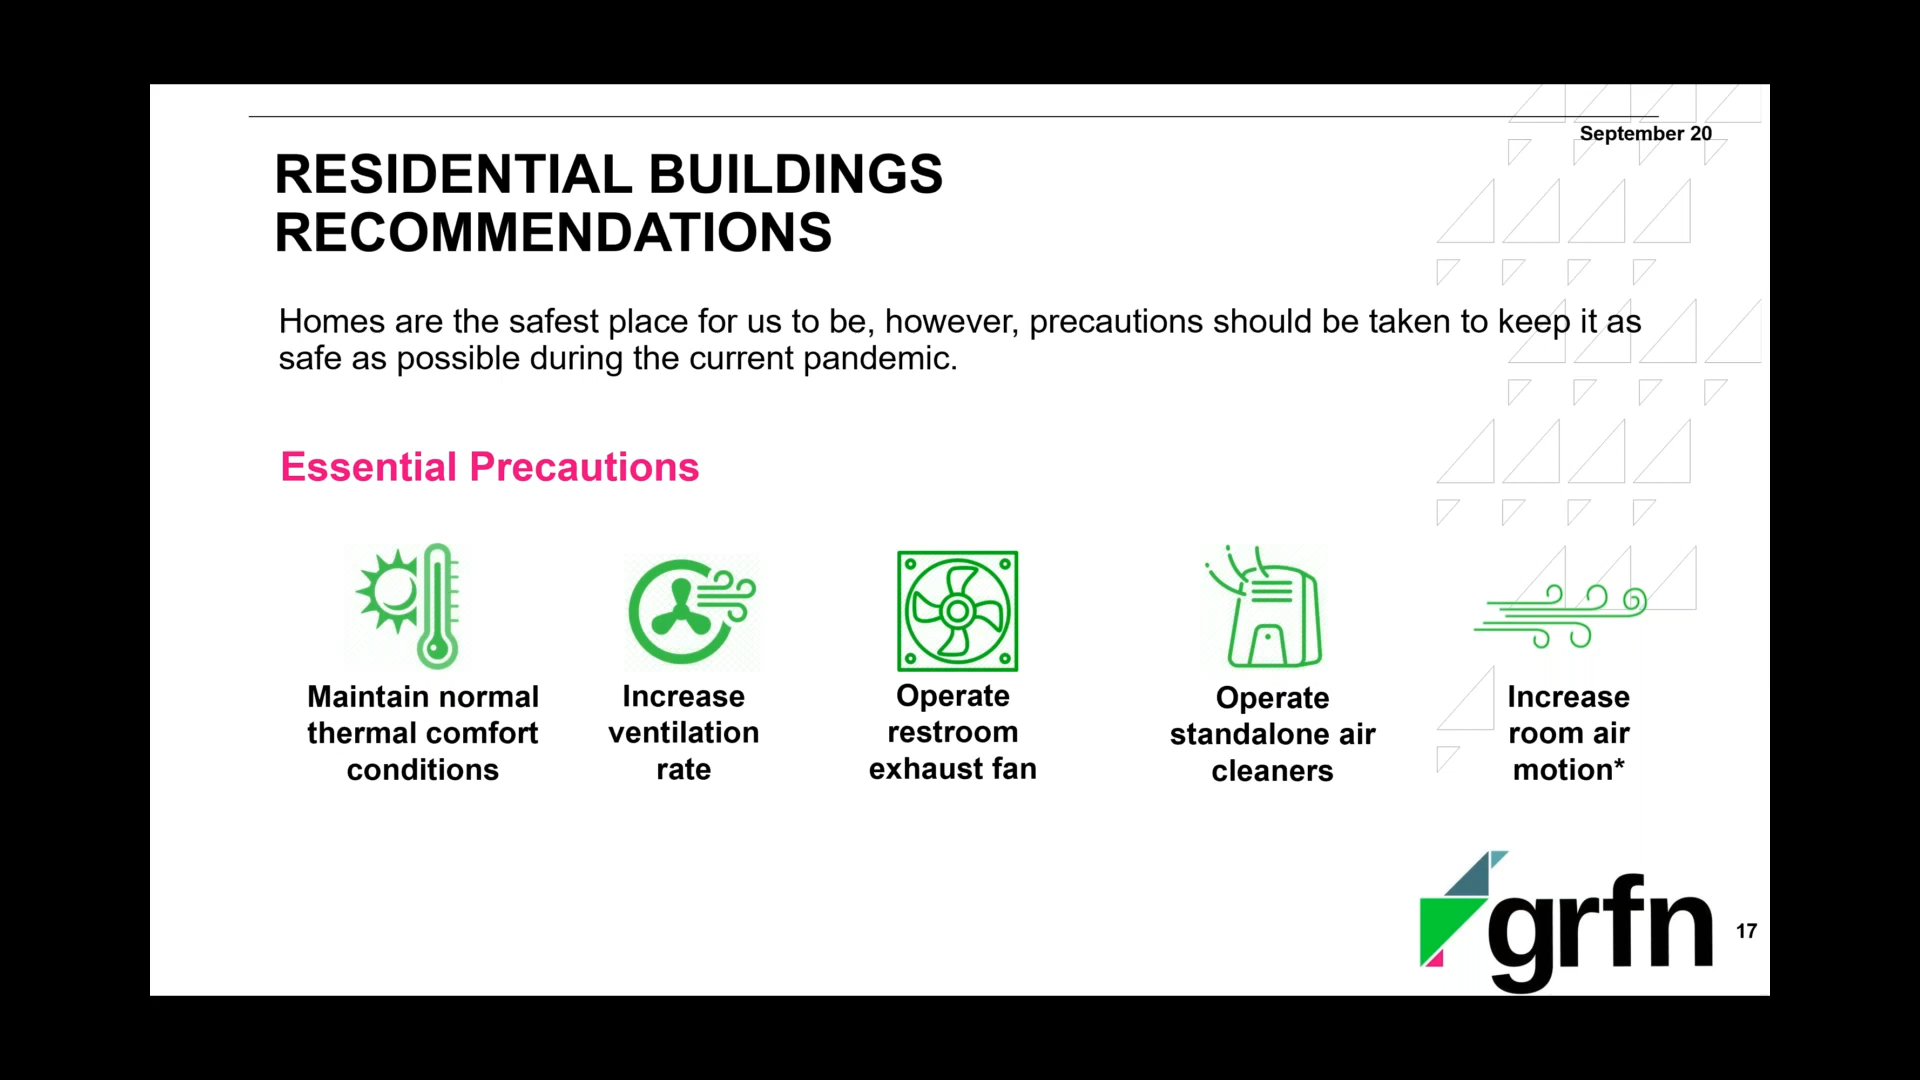 September 20
RESIDENTIAL BUILDINGS
RECOMMENDATIONS
Homes are the safest place for us to be, however, precautions should be taken to keep it as
safe as possible during the current pandemic.
Essential Precautions
Maintain normal
thermal comfort
conditions
Increase
ventilation
rate
Operate
restroom
exhaust fan
Operate
standalone air
cleaners
Increase
room air
motion*
grfn
17